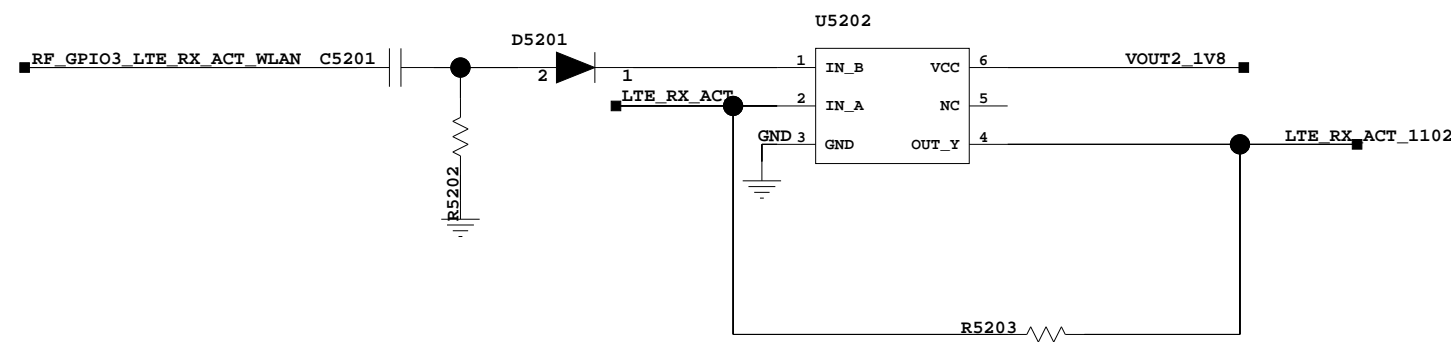 U5202
D5201
RF_GPIO3_LTE_RX_ACT_WLAN C5201
2 1
1 IN_B VCC 6 VOUT2_1V8
LTE_RX_ACT 2 IN_A NC 5
GND 3 GND OUT_Y 4 LTE_RX_ACT_1102
R5202
R5203